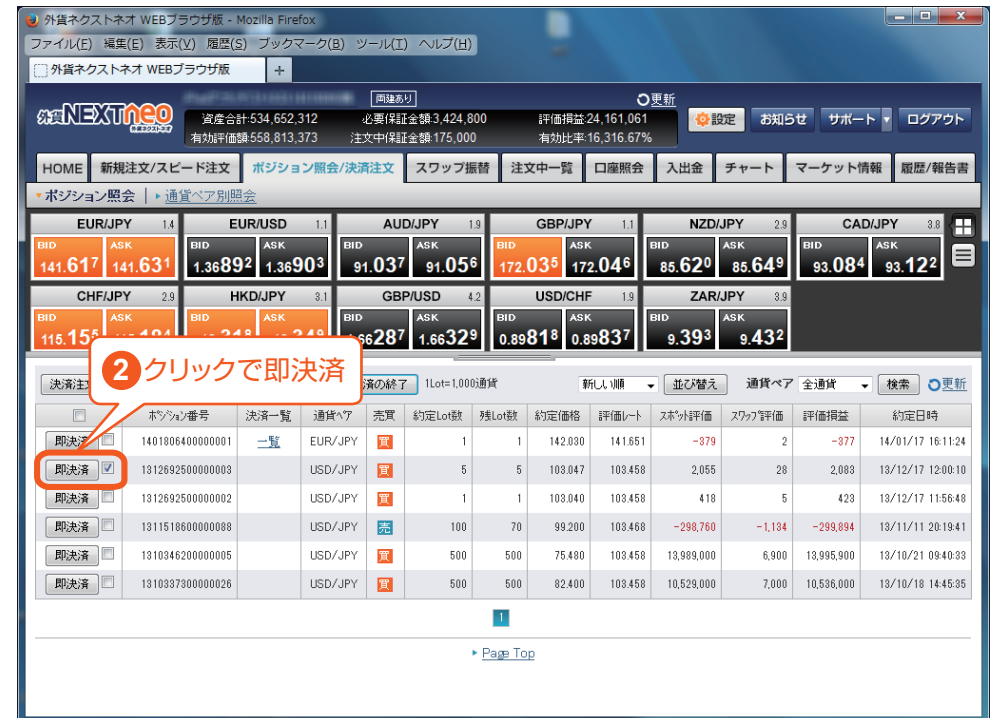 外貨ネクストネオ WEBブラウザ版 - Mozilla Firefox
ファイル(F) 編集(E) 表示(V) 履歴(S) ブックマーク(B) ツール(T) ヘルプ(H)
外貨ネクストネオ WEBブラウザ版 +
外貨NEXTneo 外貨ネクストネオ
両建あり 更新
資産合計:534,652,312 必要保証金額:3,424,800 評価損益:24,161,061
有効評価額:558,813,373 注文中保証金額:175,000 有効比率:16,316.67%
設定 お知らせ サポート ログアウト
HOME 新規注文/スピード注文 ポジション照会/決済注文 スワップ振替 注文中一覧 口座照会 入出金 チャート マーケット情報 履歴/報告書
ポジション照会 | 通貨ペア別照会
EUR/JPY 1.4 EUR/USD 1.1 AUD/JPY 1.9 GBP/JPY 1.1 NZD/JPY 2.9 CAD/JPY 3.8
BID ASK BID ASK BID ASK BID ASK BID ASK BID ASK
141.617 141.631 1.36892 1.36903 91.037 91.056 172.035 172.046 85.620 85.649 93.084 93.122
CHF/JPY 2.9 HKD/JPY 3.1 GBP/USD 4.2 USD/CHF 1.9 ZAR/JPY 3.9
BID ASK BID ASK BID ASK BID ASK BID ASK
115.155 1.66329 0.89818 0.89837 9.393 9.432
2 クリックで即決済
決済注 済の終了 1Lot=1,000通貨 新しい順 並び替え 通貨ペア 全通貨 検索 更新
ポジション番号 決済一覧 通貨ペア 売買 約定Lot数 残Lot数 約定価格 評価レート スポット評価 スワップ評価 評価損益 約定日時
即決済 1401806400000001 一覧 EUR/JPY 買 1 1 142.030 141.651 -379 2 -377 14/01/17 16:11:24
即決済 1312692500000003 USD/JPY 買 5 5 103.047 103.458 2,055 28 2,083 13/12/17 12:00:10
即決済 1312692500000002 USD/JPY 買 1 1 103.040 103.458 418 5 423 13/12/17 11:56:48
即決済 1311518600000088 USD/JPY 売 100 70 99.200 103.468 -298,760 -1,134 -299,894 13/11/11 20:19:41
即決済 1310346200000005 USD/JPY 買 500 500 75.480 103.458 13,989,000 6,900 13,995,900 13/10/21 09:40:33
即決済 1310337300000026 USD/JPY 買 500 500 82.400 103.458 10,529,000 7,000 10,536,000 13/10/18 14:45:35
1
Page Top